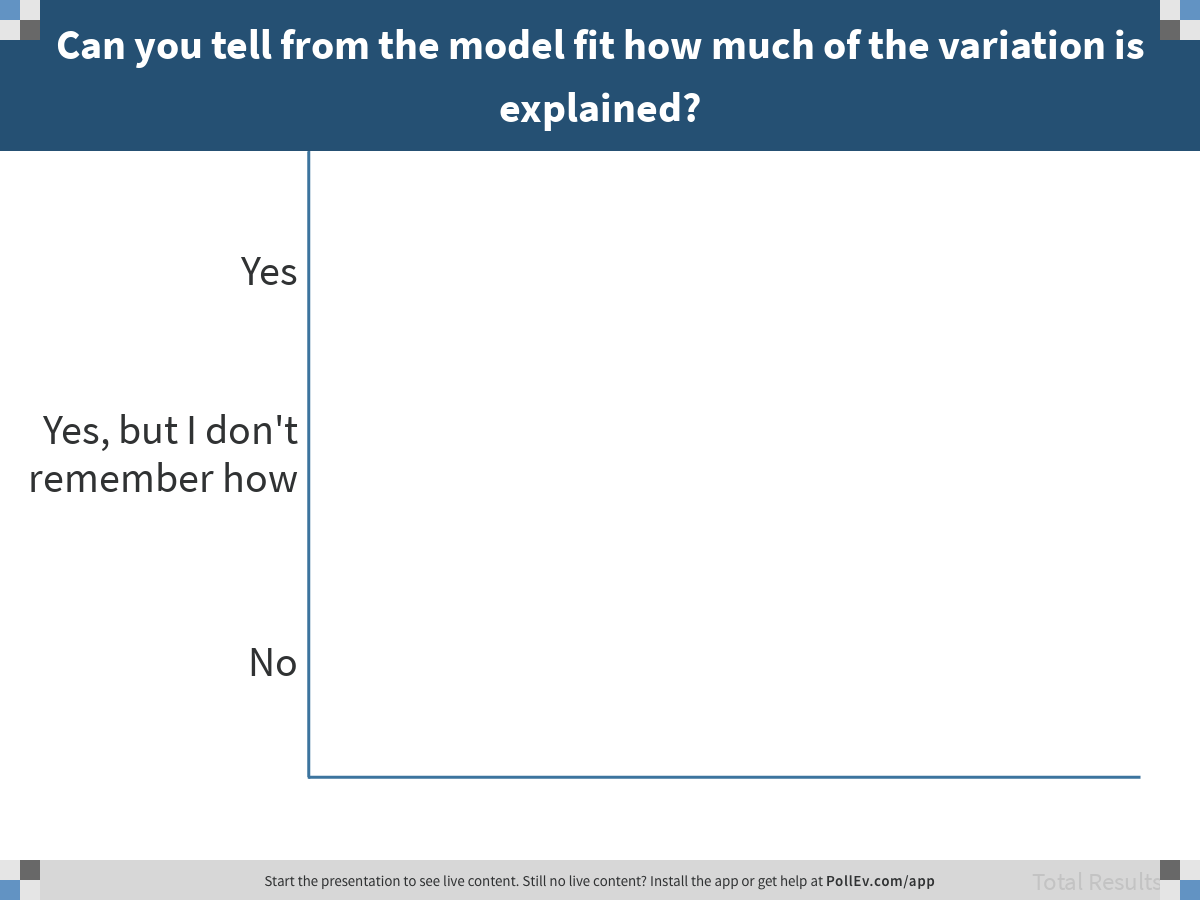 Can you tell from the model fit how much of the variation is
explained?
Yes
Yes, but I don't
remember how
No
Start the presentation to see live content. Still no live content? Install the app or get help at PollEv.com/app
Total Results